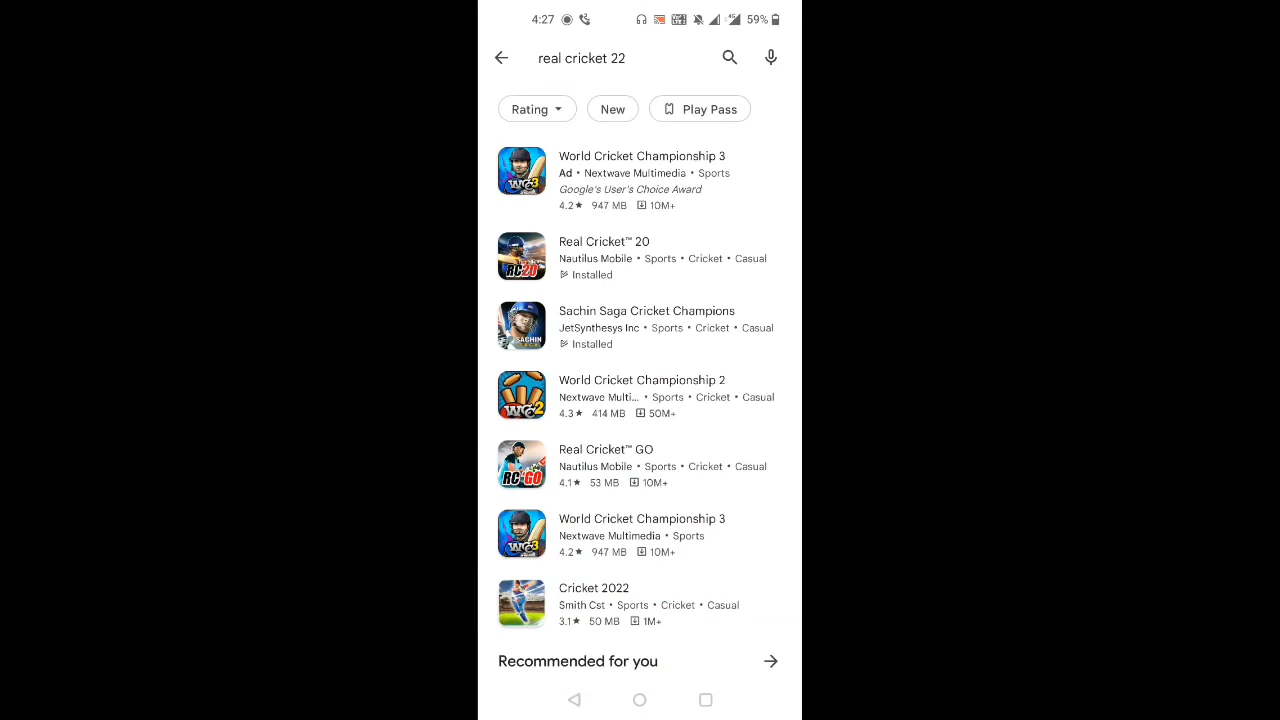 4:27 59%
real cricket 22
Rating New Play Pass
World Cricket Championship 3
Ad • Nextwave Multimedia • Sports
Google's User's Choice Award
4.2★ 947 MB 10M+
Real Cricket™ 20
Nautilus Mobile • Sports • Cricket • Casual
Installed
Sachin Saga Cricket Champions
JetSynthesys Inc • Sports • Cricket • Casual
Installed
World Cricket Championship 2
Nextwave Multi... • Sports • Cricket • Casual
4.3★ 414 MB 50M+
Real Cricket™ GO
Nautilus Mobile • Sports • Cricket • Casual
4.1★ 53 MB 10M+
World Cricket Championship 3
Nextwave Multimedia • Sports
4.2★ 947 MB 10M+
Cricket 2022
Smith Cst • Sports • Cricket • Casual
3.1★ 50 MB 1M+
Recommended for you